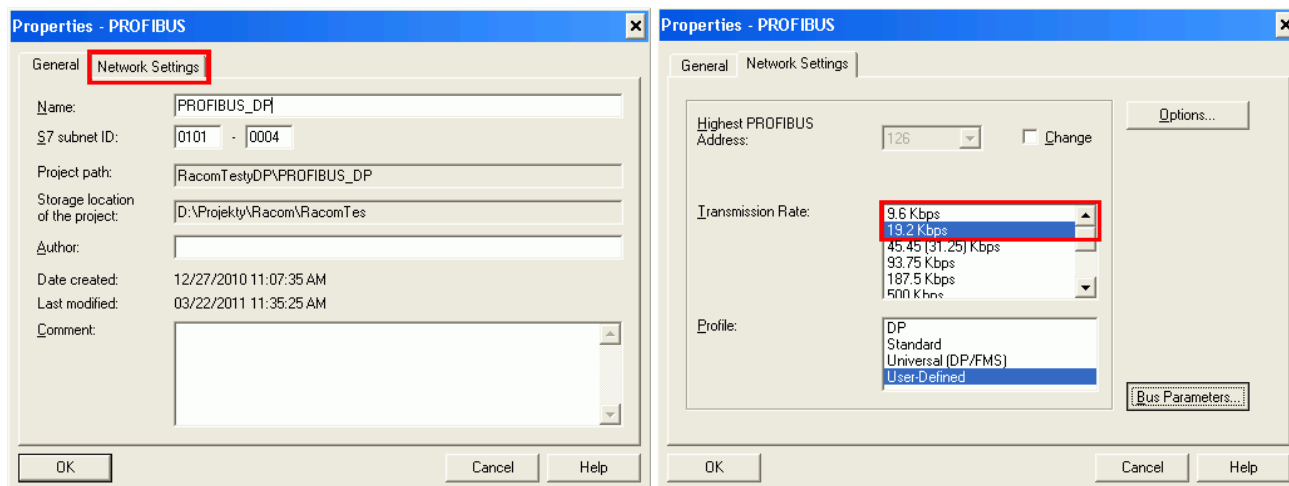 Properties - PROFIBUS
General Network Settings
Name: PROFIBUS_DP
S7 subnet ID: 0101 - 0004
Project path: RacomTestyDP\PROFIBUS_DP
Storage location
of the project: D:\Projekty\Racom\RacomTes
Author:
Date created: 12/27/2010 11:07:35 AM
Last modified: 03/22/2011 11:35:25 AM
Comment:
OK Cancel Help
Properties - PROFIBUS
General Network Settings
Highest PROFIBUS
Address: 126 Change
Options...
Transmission Rate:
9.6 Kbps
19.2 Kbps
45.45 (31.25) Kbps
93.75 Kbps
187.5 Kbps
500 Kbps
Profile:
DP
Standard
Universal (DP/FMS)
User-Defined
Bus Parameters...
OK Cancel Help